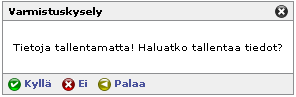 Varmistuskysely
Tietoja tallentamatta! Haluatko tallentaa tiedot?
Kyllä Ei Palaa